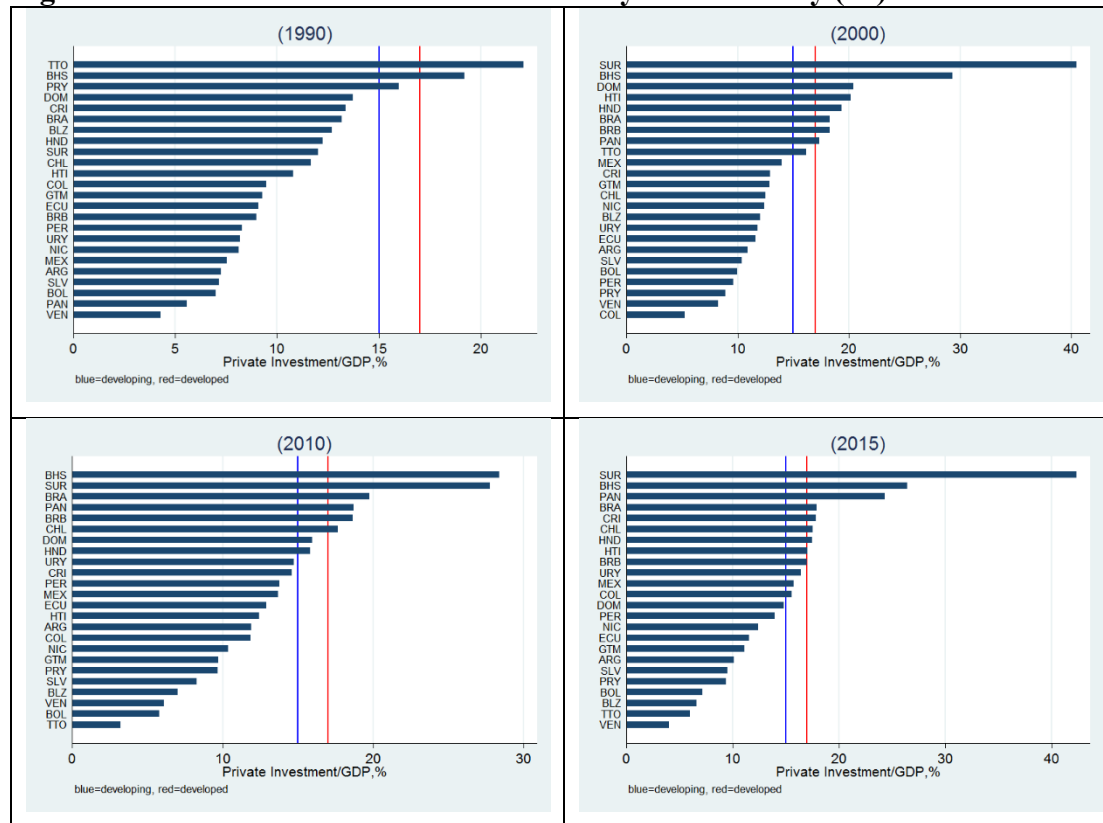 (1990)
TTO
BHS
PRY
DOM
CRI
BRA
BLZ
HND
SUR
CHL
HTI
COL
GTM
ECU
BRB
PER
URY
NIC
MEX
ARG
SLV
BOL
PAN
VEN
0 5 10 15 20
Private Investment/GDP,%
blue=developing, red=developed
(2000)
SUR
BHS
DOM
HTI
HND
BRA
BRB
PAN
TTO
MEX
CRI
GTM
CHL
NIC
BLZ
URY
ECU
ARG
SLV
BOL
PER
PRY
VEN
COL
0 10 20 30 40
Private Investment/GDP,%
blue=developing, red=developed
(2010)
BHS
SUR
BRA
PAN
BRB
CHL
DOM
HND
URY
CRI
PER
MEX
ECU
HTI
ARG
COL
NIC
GTM
PRY
SLV
BLZ
VEN
BOL
TTO
0 10 20 30
Private Investment/GDP,%
blue=developing, red=developed
(2015)
SUR
BHS
PAN
BRA
CRI
CHL
HND
HTI
BRB
URY
MEX
COL
DOM
PER
NIC
ECU
GTM
ARG
SLV
PRY
BOL
BLZ
TTO
VEN
0 10 20 30 40
Private Investment/GDP,%
blue=developing, red=developed